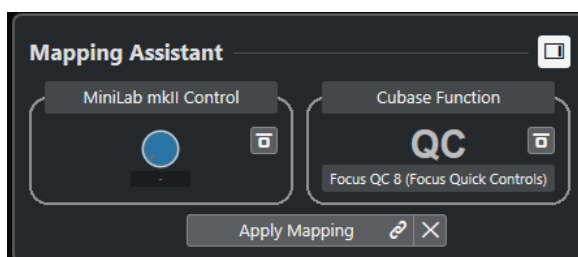 Mapping Assistant
MiniLab mkII Control
Cubase Function
-
QC
Focus QC 8 (Focus Quick Controls)
Apply Mapping